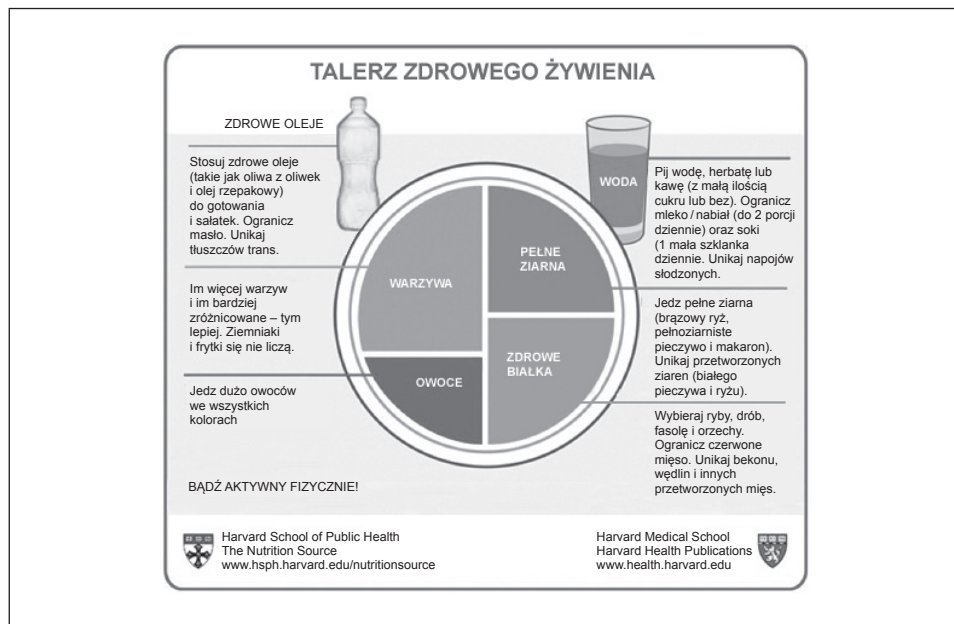 TALERZ ZDROWEGO ŻYWIENIA
ZDROWE OLEJE
Stosuj zdrowe oleje
(takie jak oliwa z oliwek
i olej rzepakowy)
do gotowania
i sałatek. Ogranicz
masło. Unikaj
tłuszczów trans.
Im więcej warzyw
i im bardziej
zróżnicowane – tym
lepiej. Ziemniaki
i frytki się nie liczą.
Jedz dużo owoców
we wszystkich
kolorach
BĄDŹ AKTYWNY FIZYCZNIE!
WARZYWA
OWOCE
PEŁNE
ZIARNA
ZDROWE
BIAŁKA
WODA
Pij wodę, herbatę lub
kawę (z małą ilością
cukru lub bez). Ogranicz
mleko / nabiał (do 2 porcji
dziennie) oraz soki
(1 mała szklanka
dziennie. Unikaj napojów
słodzonych.
Jedz pełne ziarna
(brązowy ryż,
pełnoziarniste
pieczywo i makaron).
Unikaj przetworzonych
ziaren (białego
pieczywa i ryżu).
Wybieraj ryby, drób,
fasolę i orzechy.
Ogranicz czerwone
mięso. Unikaj bekonu,
wędlin i innych
przetworzonych mięs.
Harvard School of Public Health
The Nutrition Source
www.hsph.harvard.edu/nutritionsource
Harvard Medical School
Harvard Health Publications
www.health.harvard.edu